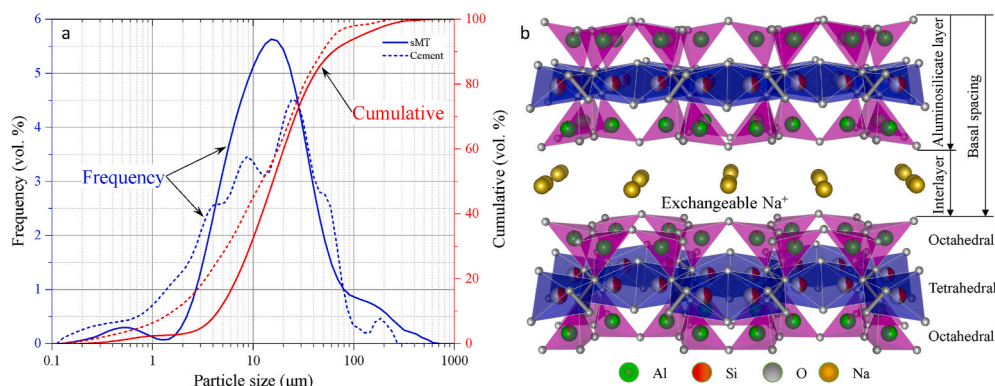 a
sMT
Cement
Frequency (vol. %)
6
5
4
3
2
1
0
Frequency
Cumulative
100
80
60
40
20
0
Cumulative (vol. %)
0.1
1
10
100
1000
Particle size (μm)
b
Aluminosilicate layer
Interlayer
Basal spacing
Exchangeable Na⁺
Octahedral
Tetrahedral
Octahedral
Al
Si
O
Na